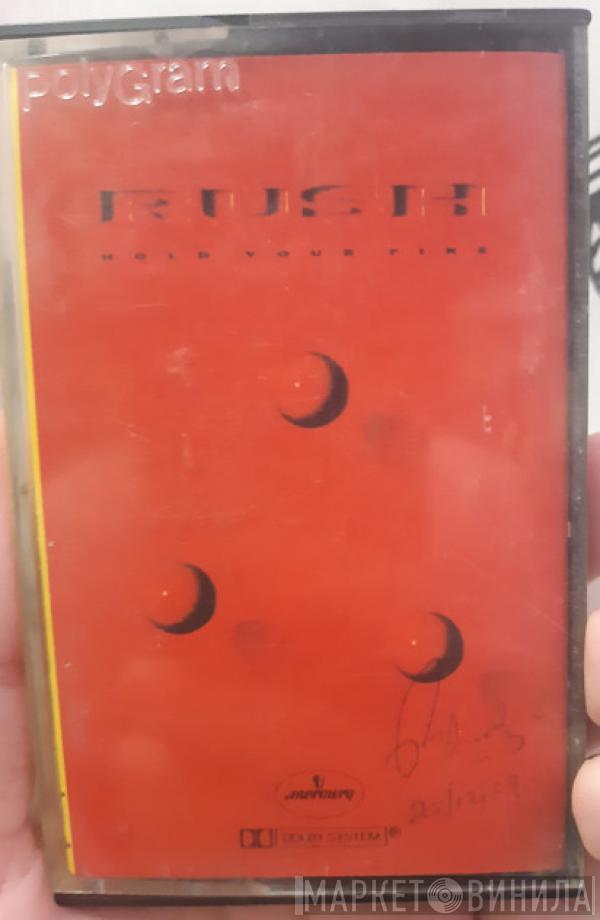 PolyGram
RUSH
HOLD YOUR FIRE
mercury
DOLBY SYSTEM®
МАРКЕТ ВИНИЛА